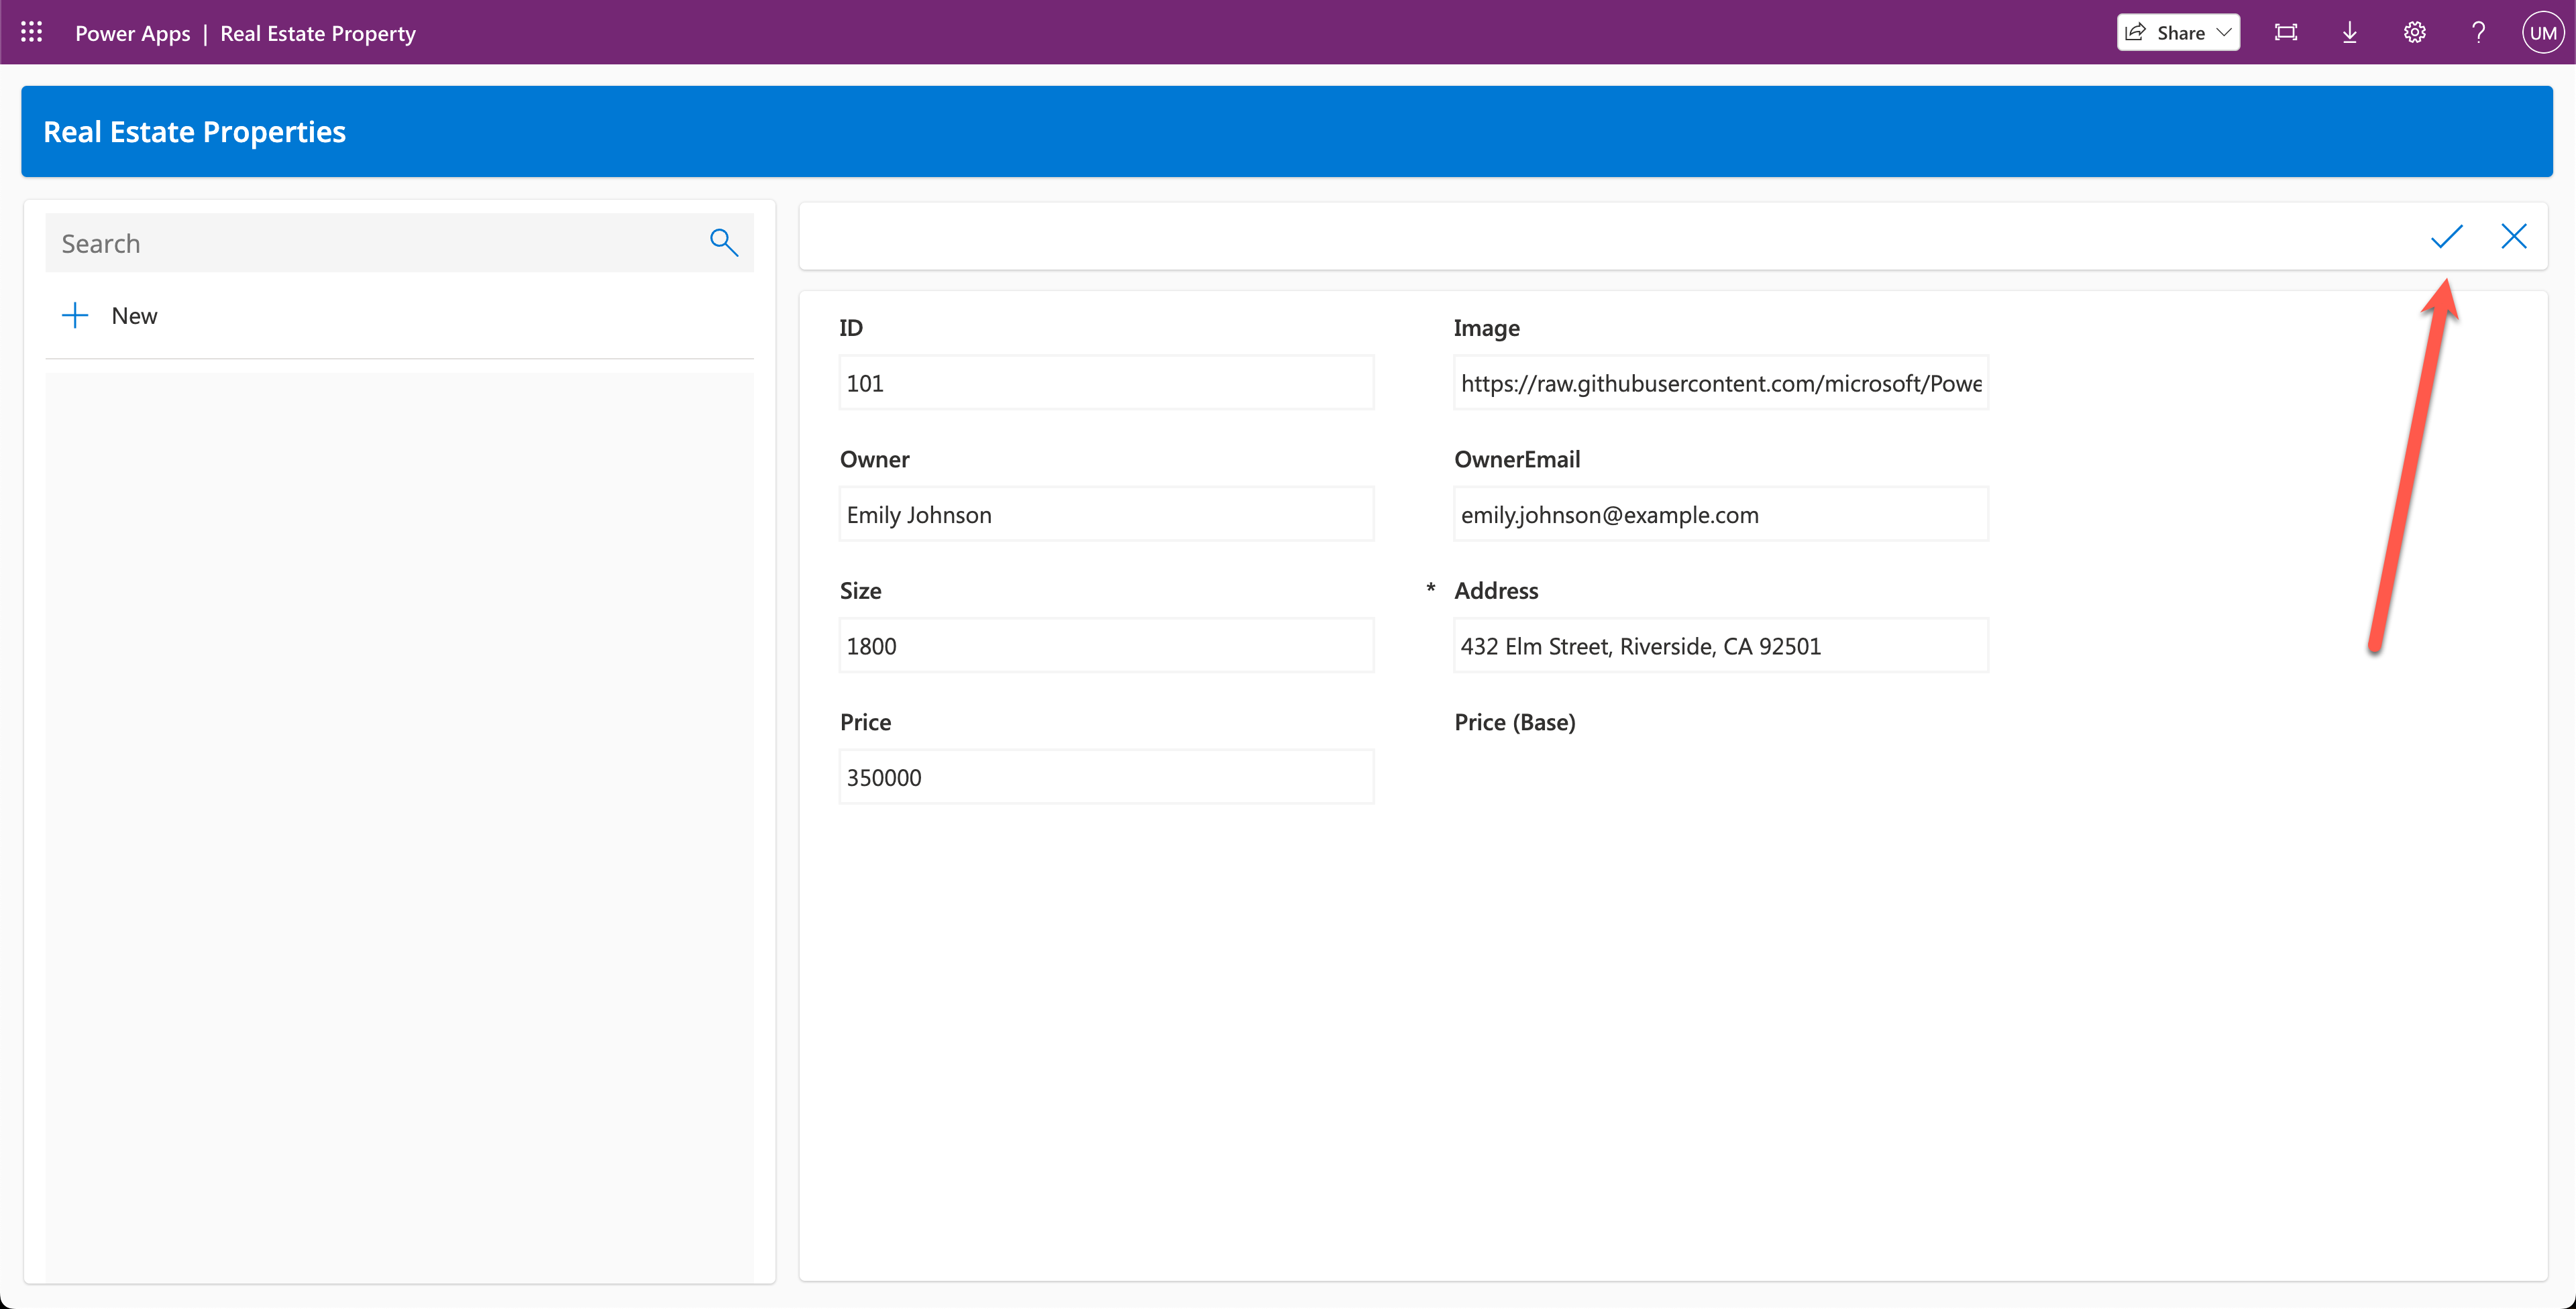 Power Apps | Real Estate Property
Share
?
UM
Real Estate Properties
Search
New
ID
Image
101
https://raw.githubusercontent.com/microsoft/Powe
Owner
OwnerEmail
Emily Johnson
emily.johnson@example.com
Size
* Address
1800
432 Elm Street, Riverside, CA 92501
Price
Price (Base)
350000